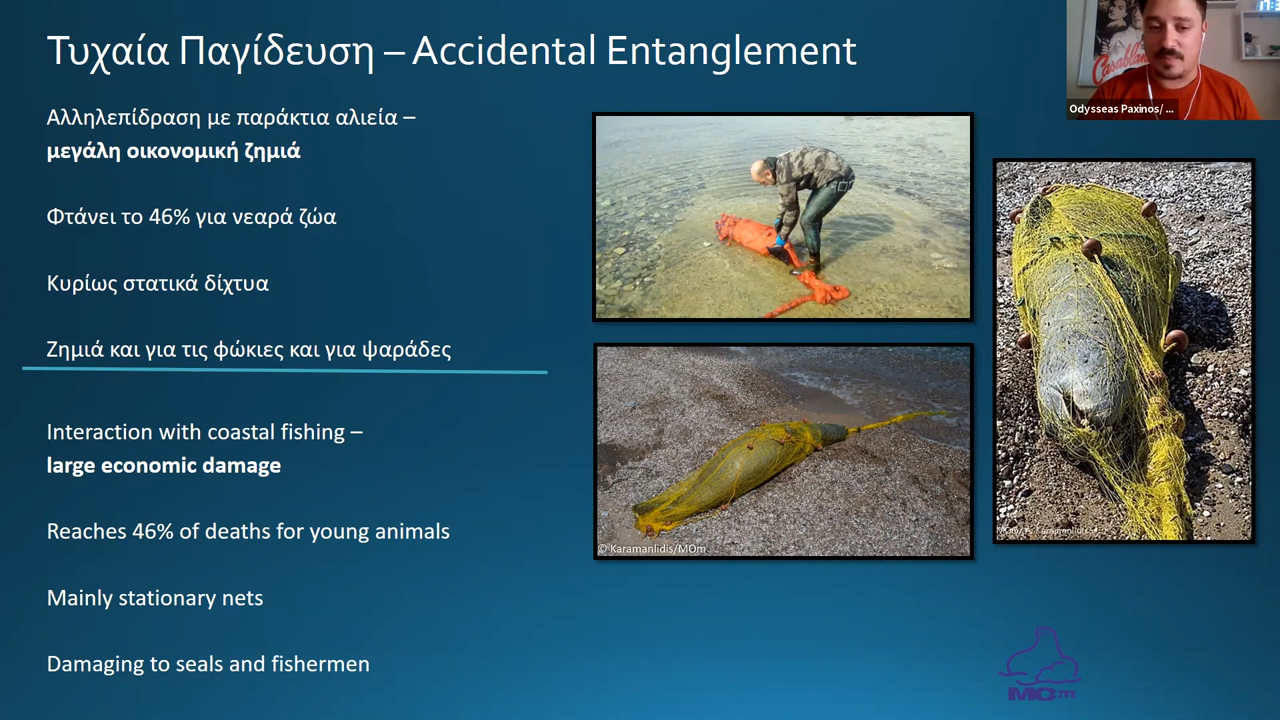 Τυχαία Παγίδευση – Accidental Entanglement
Αλληλεπίδραση με παράκτια αλιεία –
μεγάλη οικονομική ζημιά
Φτάνει το 46% για νεαρά ζώα
Κυρίως στατικά δίχτυα
Ζημιά και για τις φώκιες και για ψαράδες
Interaction with coastal fishing –
large economic damage
Reaches 46% of deaths for young animals
Mainly stationary nets
Damaging to seals and fishermen
© Karamanlidis/MOm
Odysseas Paxinos/ ...
MOm